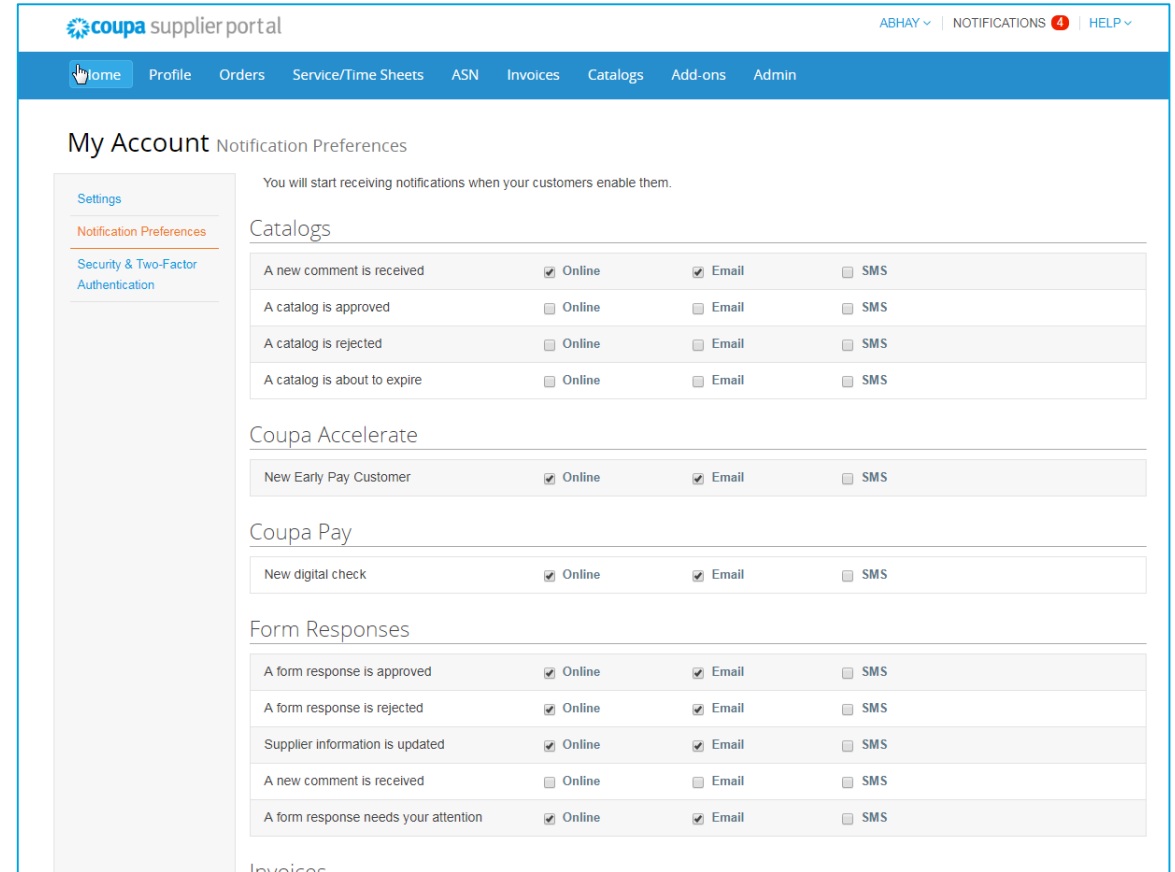 coupa supplier portal
ABHAY NOTIFICATIONS 4 HELP
Home Profile Orders Service/Time Sheets ASN Invoices Catalogs Add-ons Admin
My Account Notification Preferences
Settings
Notification Preferences
Security & Two-Factor
Authentication
You will start receiving notifications when your customers enable them.
Catalogs
A new comment is received Online Email SMS
A catalog is approved Online Email SMS
A catalog is rejected Online Email SMS
A catalog is about to expire Online Email SMS
Coupa Accelerate
New Early Pay Customer Online Email SMS
Coupa Pay
New digital check Online Email SMS
Form Responses
A form response is approved Online Email SMS
A form response is rejected Online Email SMS
Supplier information is updated Online Email SMS
A new comment is received Online Email SMS
A form response needs your attention Online Email SMS
Invoices